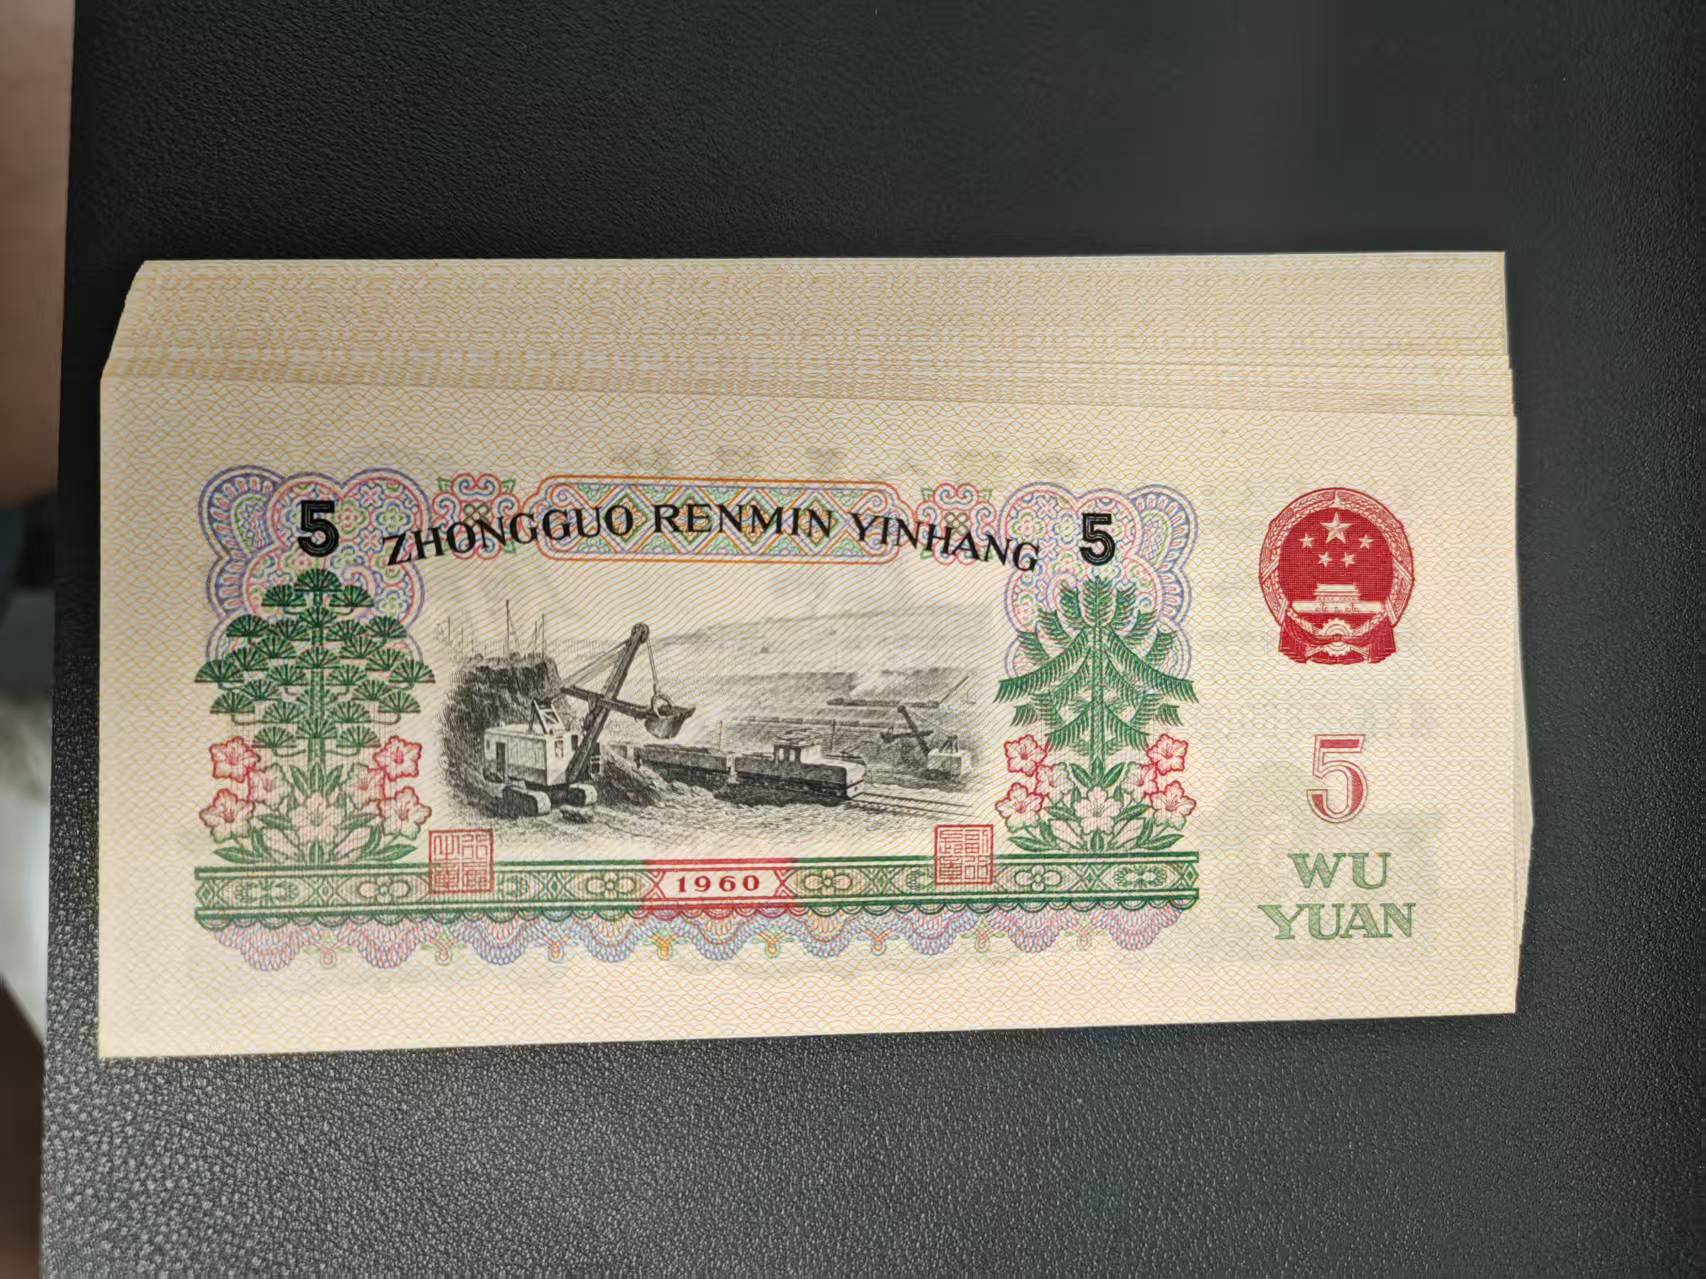 5 ZHONGGUO RENMIN YINHANG 5
1960
5
WU
YUAN